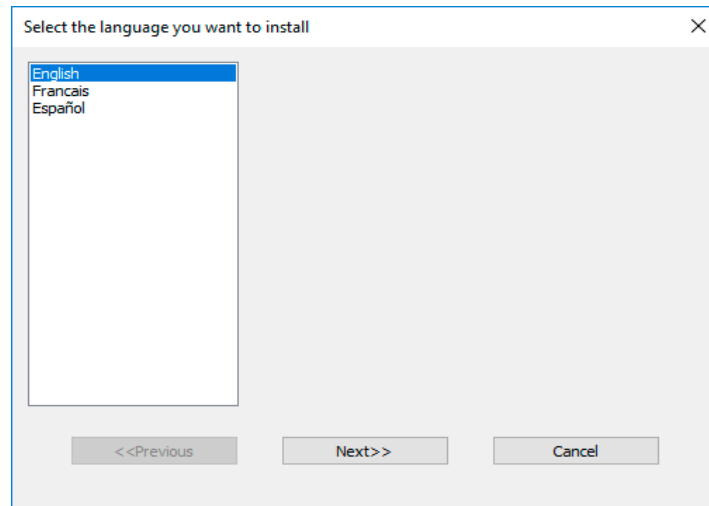 Select the language you want to install
English
Francais
Español
<<Previous
Next>>
Cancel